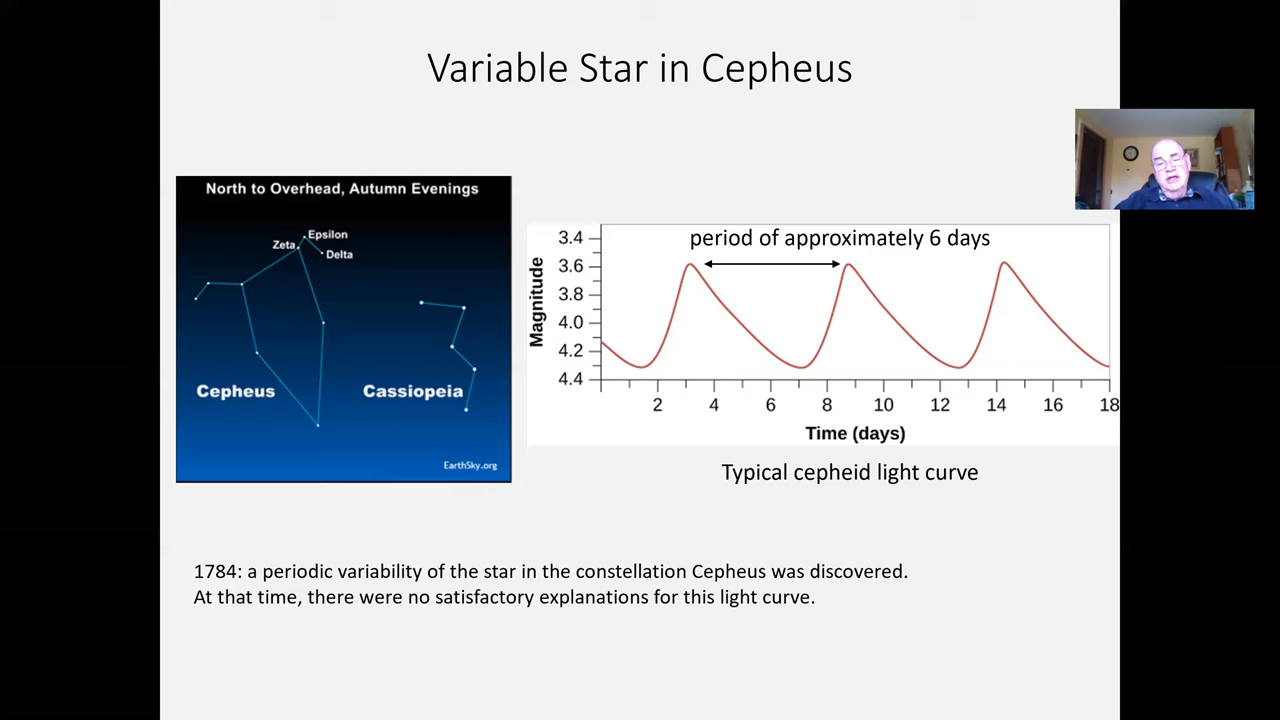 Variable Star in Cepheus
North to Overhead, Autumn Evenings
Epsilon
Zeta
Delta
Cepheus
Cassiopeia
EarthSky.org
period of approximately 6 days
Magnitude
3.4
3.6
3.8
4.0
4.2
4.4
2 4 6 8 10 12 14 16 18
Time (days)
Typical cepheid light curve
1784: a periodic variability of the star in the constellation Cepheus was discovered.
At that time, there were no satisfactory explanations for this light curve.